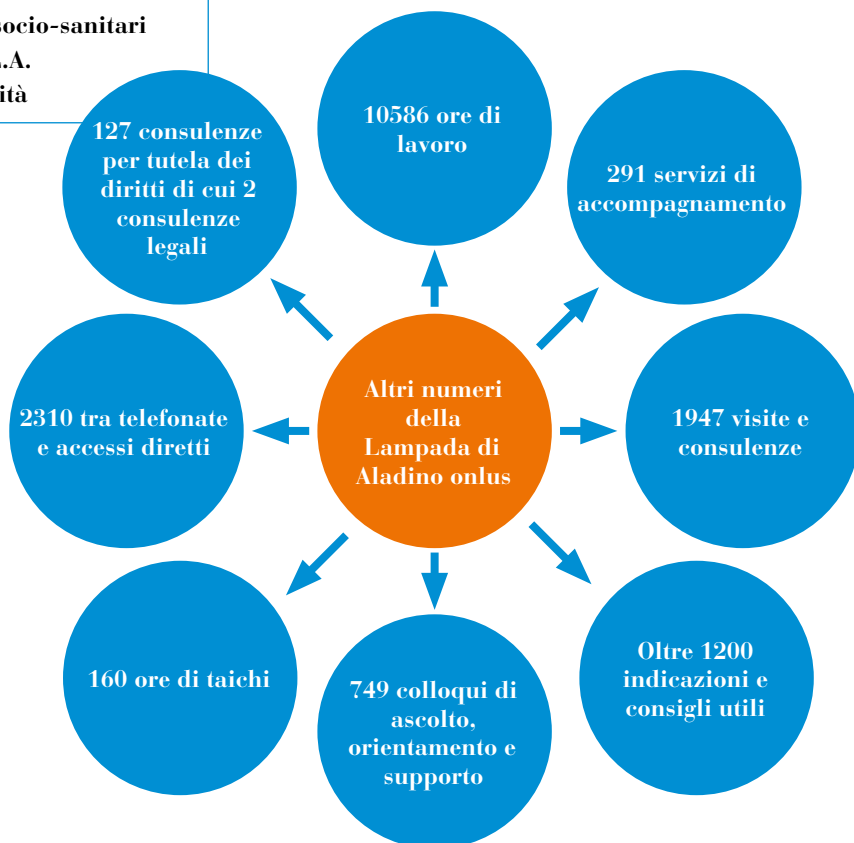 socio-sanitari
10586 ore di
lavoro
127 consulenze
per tutela dei
diritti di cui 2
consulenze
legali
291 servizi di
accompagnamento
2310 tra telefonate
e accessi diretti
Altri numeri
della
Lampada di
Aladino onlus
1947 visite e
consulenze
160 ore di taichi
749 colloqui di
ascolto,
orientamento e
supporto
Oltre 1200
indicazioni e
consigli utili